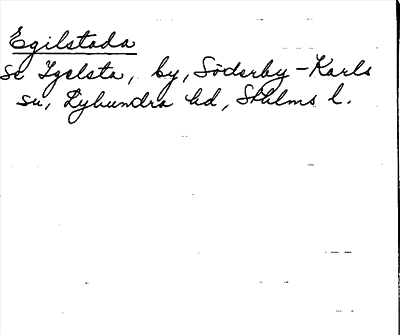 Egilstada
se Igelsta, by, Söderby-Karls
sn, Lyhundra hd, Sthlms l.